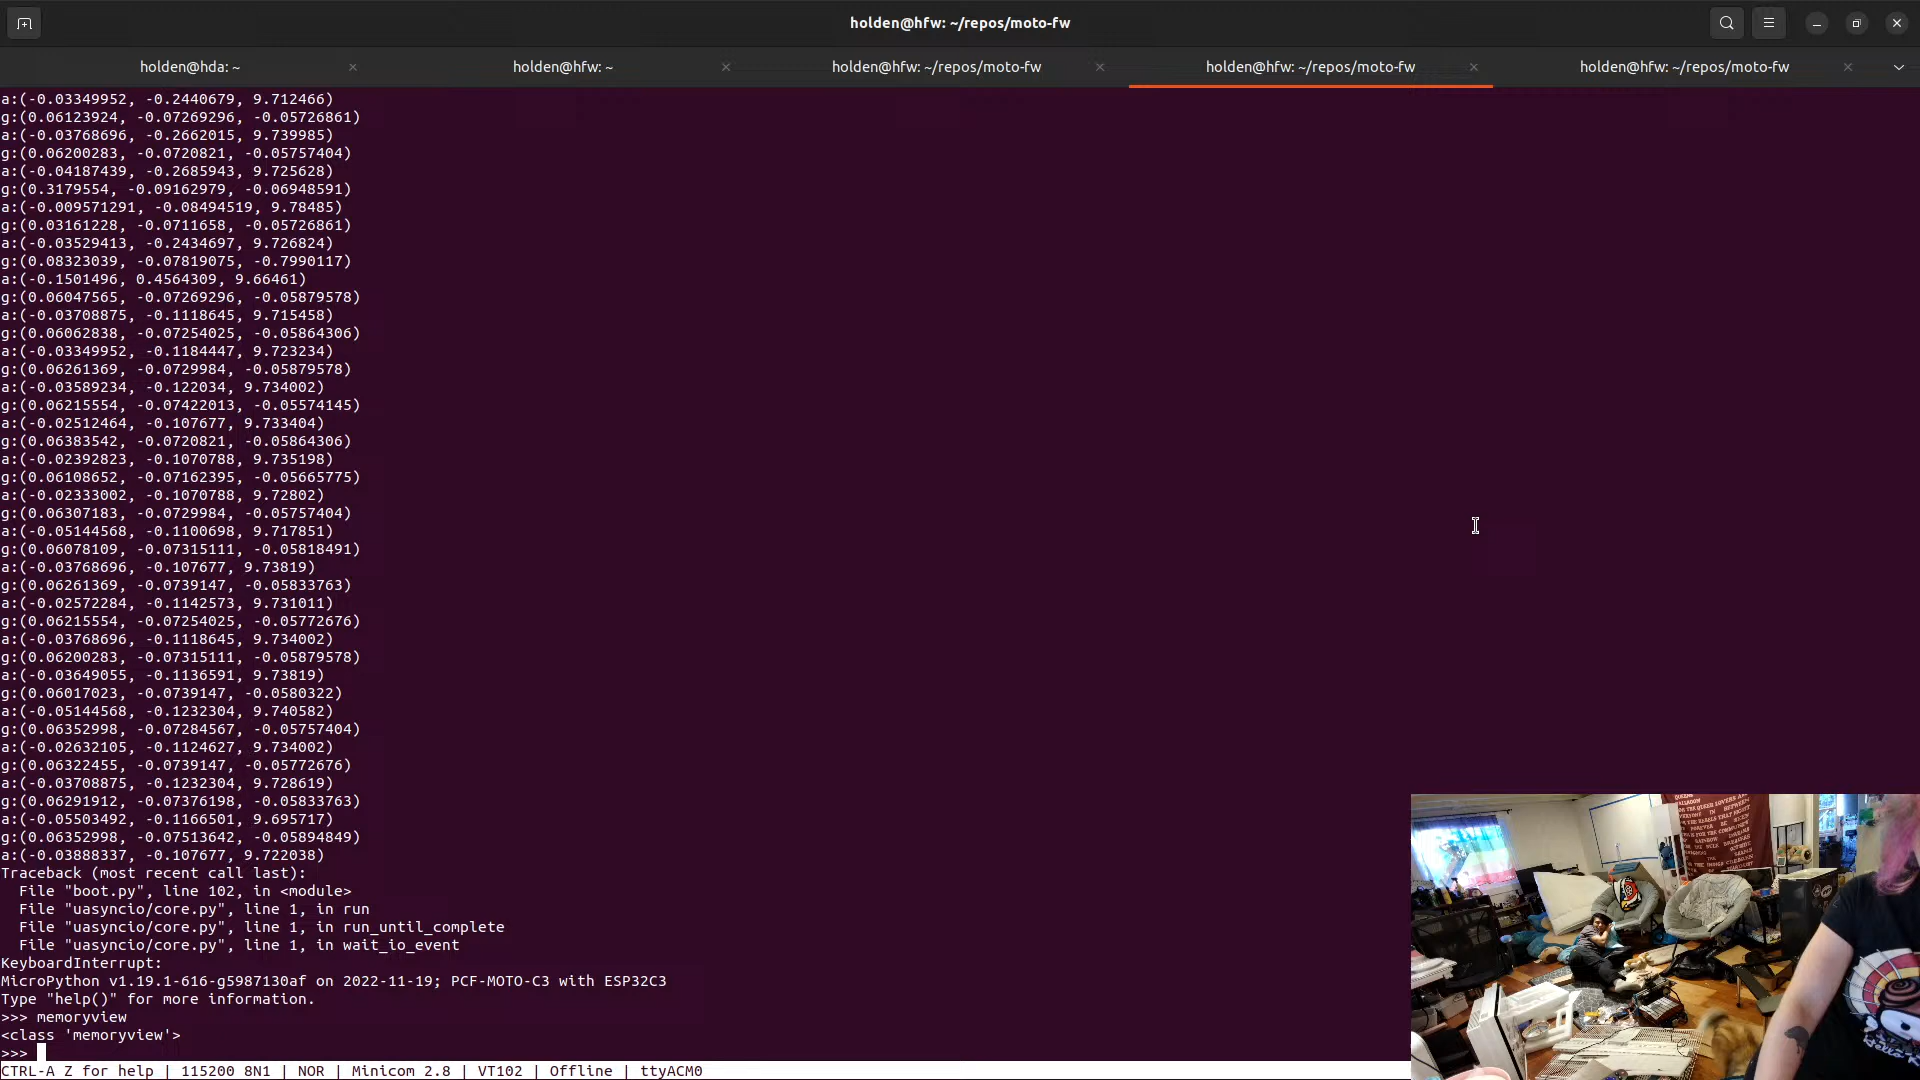 holden@hfw: ~/repos/moto-fw
holden@hda: ~
holden@hfw: ~
holden@hfw: ~/repos/moto-fw
holden@hfw: ~/repos/moto-fw
holden@hfw: ~/repos/moto-fw
a:(-0.03349952, -0.2440679, 9.712466)
g:(0.06123924, -0.07269296, -0.05726861)
a:(-0.03768696, -0.2662015, 9.739985)
g:(0.06200283, -0.0720821, -0.05757404)
a:(-0.04187439, -0.2685943, 9.725628)
g:(0.3179554, -0.09162979, -0.06948591)
a:(-0.009571291, -0.08494519, 9.78485)
g:(0.03161228, -0.0711658, -0.05726861)
a:(-0.03529413, -0.2434697, 9.726824)
g:(0.08323039, -0.07819075, -0.7990117)
a:(-0.1501496, 0.4564309, 9.66461)
g:(0.06047565, -0.07269296, -0.05879578)
a:(-0.03708875, -0.1118645, 9.715458)
g:(0.06062838, -0.07254025, -0.05864306)
a:(-0.03349952, -0.1184447, 9.723234)
g:(0.06261369, -0.0729984, -0.05879578)
a:(-0.03589234, -0.122034, 9.734002)
g:(0.06215554, -0.07422013, -0.05574145)
a:(-0.02512464, -0.107677, 9.733404)
g:(0.06383542, -0.0720821, -0.05864306)
a:(-0.02392823, -0.1070788, 9.735198)
g:(0.06108652, -0.07162395, -0.05665775)
a:(-0.02333002, -0.1070788, 9.72802)
g:(0.06307183, -0.0729984, -0.05757404)
a:(-0.05144568, -0.1100698, 9.717851)
g:(0.06078109, -0.07315111, -0.05818491)
a:(-0.03768696, -0.107677, 9.73819)
g:(0.06261369, -0.0739147, -0.05833763)
a:(-0.02572284, -0.1142573, 9.731011)
g:(0.06215554, -0.07254025, -0.05772676)
a:(-0.03768696, -0.1118645, 9.734002)
g:(0.06200283, -0.07315111, -0.05879578)
a:(-0.03649055, -0.1136591, 9.73819)
g:(0.06017023, -0.0739147, -0.0580322)
a:(-0.05144568, -0.1232304, 9.740582)
g:(0.06352998, -0.07284567, -0.05757404)
a:(-0.02632105, -0.1124627, 9.734002)
g:(0.06322455, -0.0739147, -0.05772676)
a:(-0.03708875, -0.1232304, 9.728619)
g:(0.06291912, -0.07376198, -0.05833763)
a:(-0.05503492, -0.1166501, 9.695717)
g:(0.06352998, -0.07513642, -0.05894849)
a:(-0.03888337, -0.107677, 9.722038)
Traceback (most recent call last):
  File "boot.py", line 102, in <module>
  File "uasyncio/core.py", line 1, in run
  File "uasyncio/core.py", line 1, in run_until_complete
  File "uasyncio/core.py", line 1, in wait_io_event
KeyboardInterrupt:
MicroPython v1.19.1-616-g5987130af on 2022-11-19; PCF-MOTO-C3 with ESP32C3
Type "help()" for more information.
>>> memoryview
<class 'memoryview'>
>>>
CTRL-A Z for help | 115200 8N1 | NOR | Minicom 2.8 | VT102 | Offline | ttyACM0